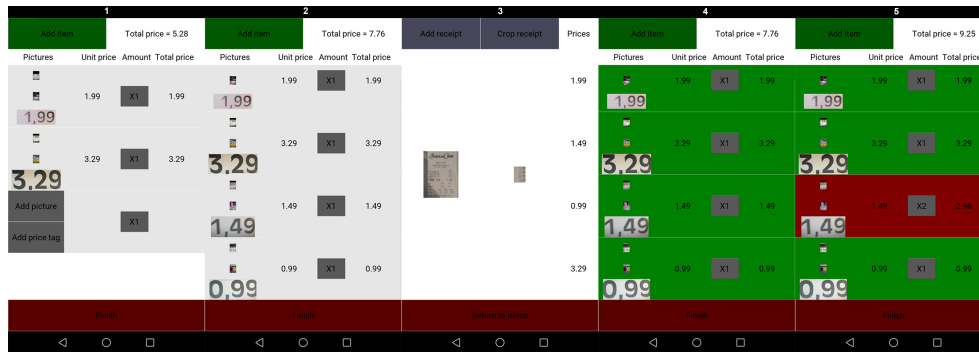 1
Add item Total price = 5.28
Pictures Unit price Amount Total price
1,99 1.99 X1 1.99
3,29 3.29 X1 3.29
Add picture
Add price tag
X1
Finish
2
Add item Total price = 7.76
Pictures Unit price Amount Total price
1,99 1.99 X1 1.99
3,29 3.29 X1 3.29
1,49 1.49 X1 1.49
0,99 0.99 X1 0.99
Finish
3
Add receipt Crop receipt Prices
1.99
1.49
0.99
3.29
Return to items
4
Add item Total price = 7.76
Pictures Unit price Amount Total price
1,99 1.99 X1 1.99
3,29 3.29 X1 3.29
1,49 1.49 X1 1.49
0,99 0.99 X1 0.99
Finish
5
Add item Total price = 9.25
Pictures Unit price Amount Total price
1,99 1.99 X1 1.99
3,29 3.29 X1 3.29
1,49 1.49 X2 2.98
0,99 0.99 X1 0.99
Finish